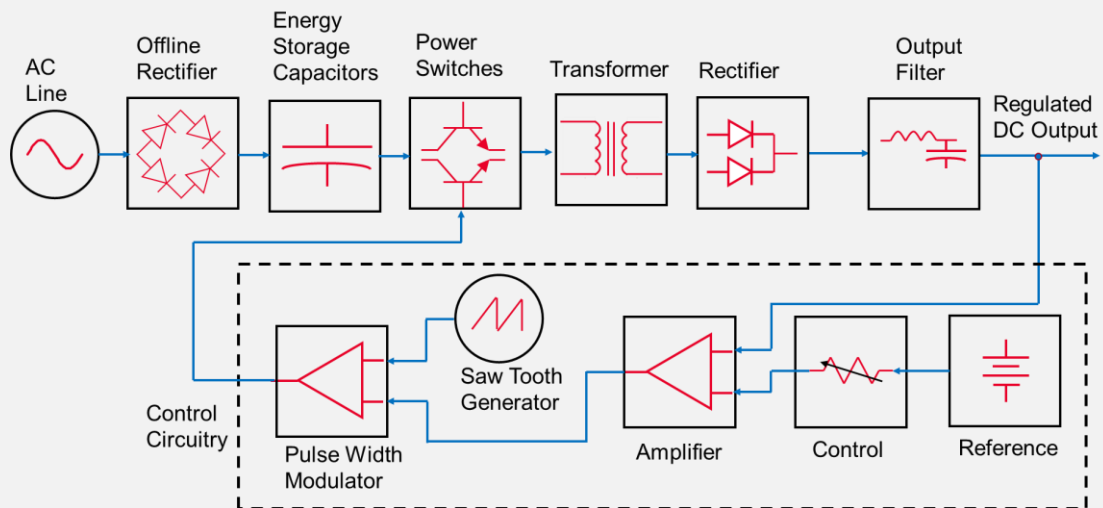 AC
Line
Offline
Rectifier
Energy
Storage
Capacitors
Power
Switches
Transformer
Rectifier
Output
Filter
Regulated
DC Output
Control
Circuitry
Pulse Width
Modulator
Saw Tooth
Generator
Amplifier
Control
Reference